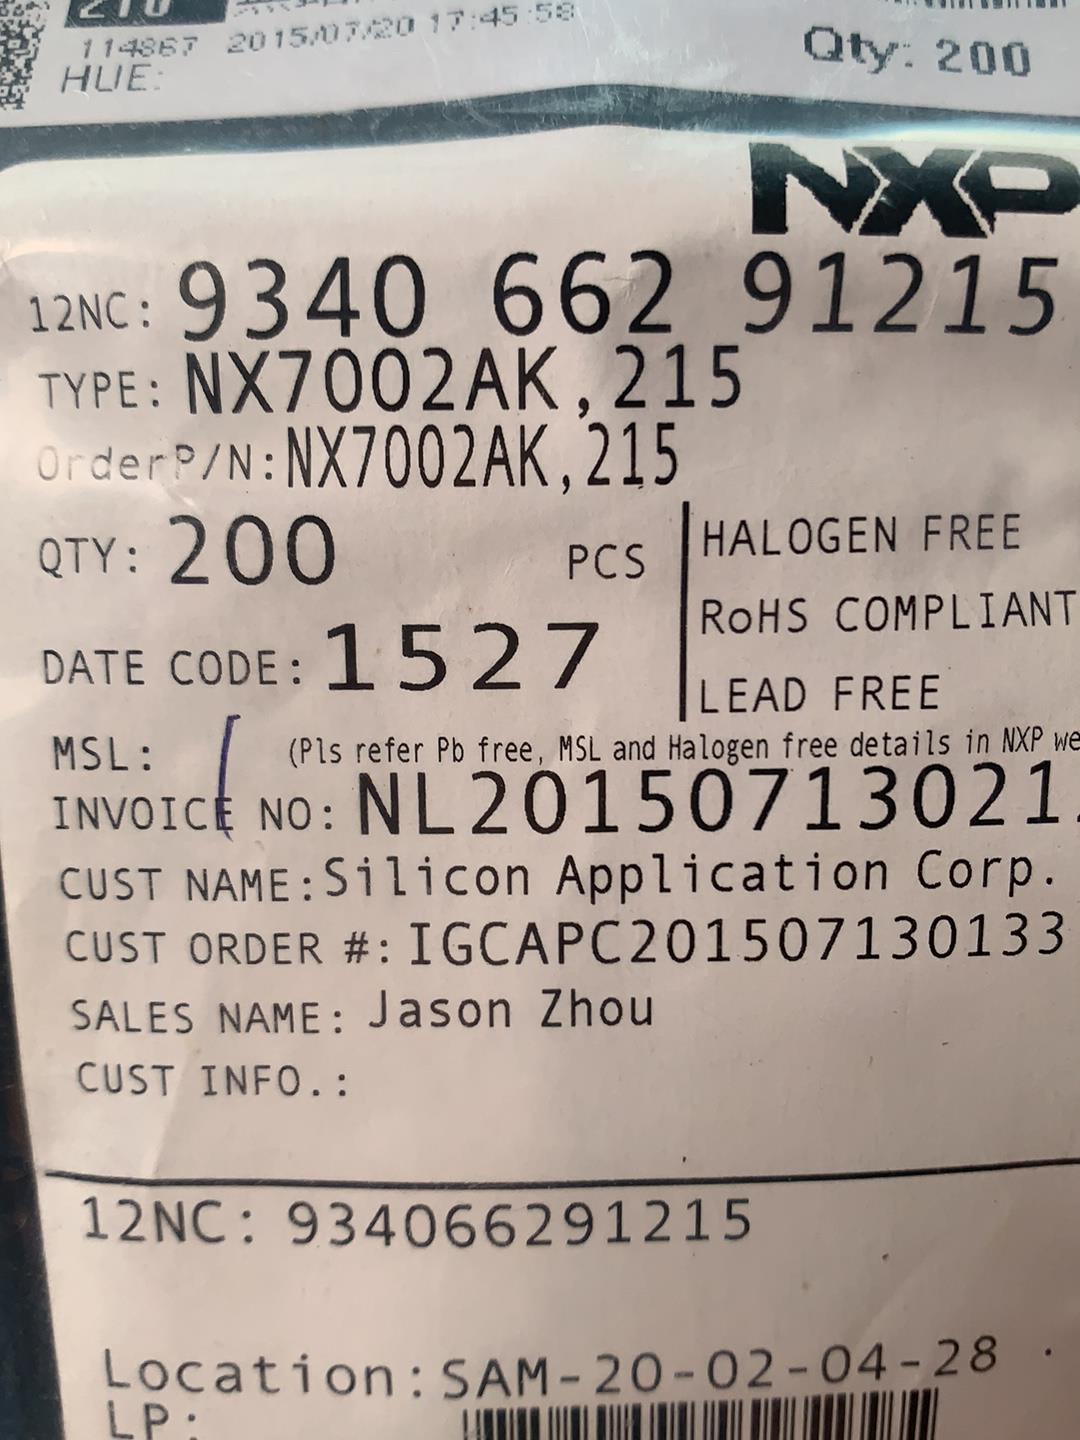 210
114867 2015/07/20 17:45:58
HUE:
Qty: 200
NXP
12NC: 9340 662 91215
TYPE: NX7002AK,215
OrderP/N:NX7002AK,215
QTY: 200 PCS
HALOGEN FREE
RoHS COMPLIANT
LEAD FREE
DATE CODE: 1527
MSL: (Pls refer Pb free, MSL and Halogen free details in NXP we
INVOICE NO: NL20150713021
CUST NAME:Silicon Application Corp.
CUST ORDER #: IGCAPC201507130133
SALES NAME: Jason Zhou
CUST INFO.:
12NC: 934066291215
Location:SAM-20-02-04-28
LP: